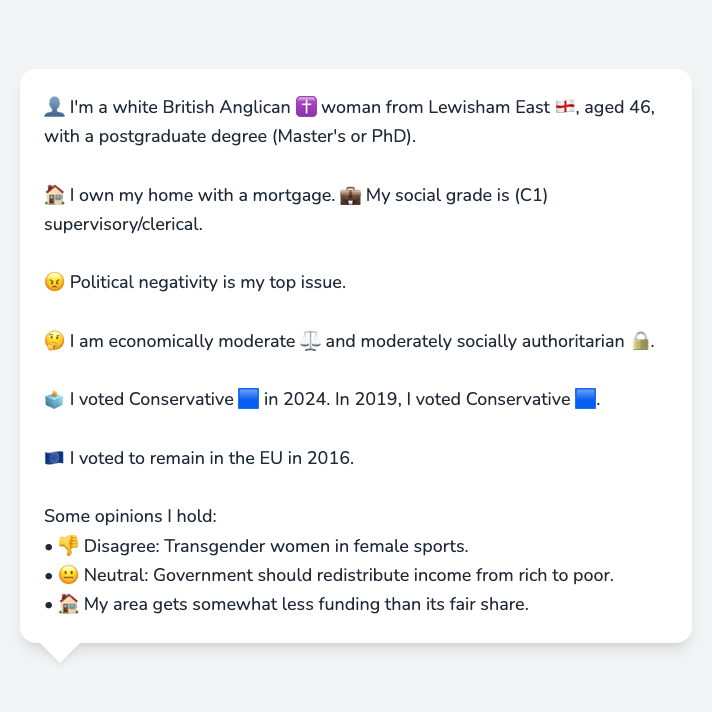 👤 I'm a white British Anglican ✝️ woman from Lewisham East 🏴󠁧󠁢󠁥󠁮󠁧󠁿, aged 46,
with a postgraduate degree (Master's or PhD).
🏠 I own my home with a mortgage. 💼 My social grade is (C1)
supervisory/clerical.
😠 Political negativity is my top issue.
🤔 I am economically moderate ⚖️ and moderately socially authoritarian 🔒.
🗳️ I voted Conservative 🟦 in 2024. In 2019, I voted Conservative 🟦.
🇪🇺 I voted to remain in the EU in 2016.
Some opinions I hold:
• 👎 Disagree: Transgender women in female sports.
• 😐 Neutral: Government should redistribute income from rich to poor.
• 🏠 My area gets somewhat less funding than its fair share.